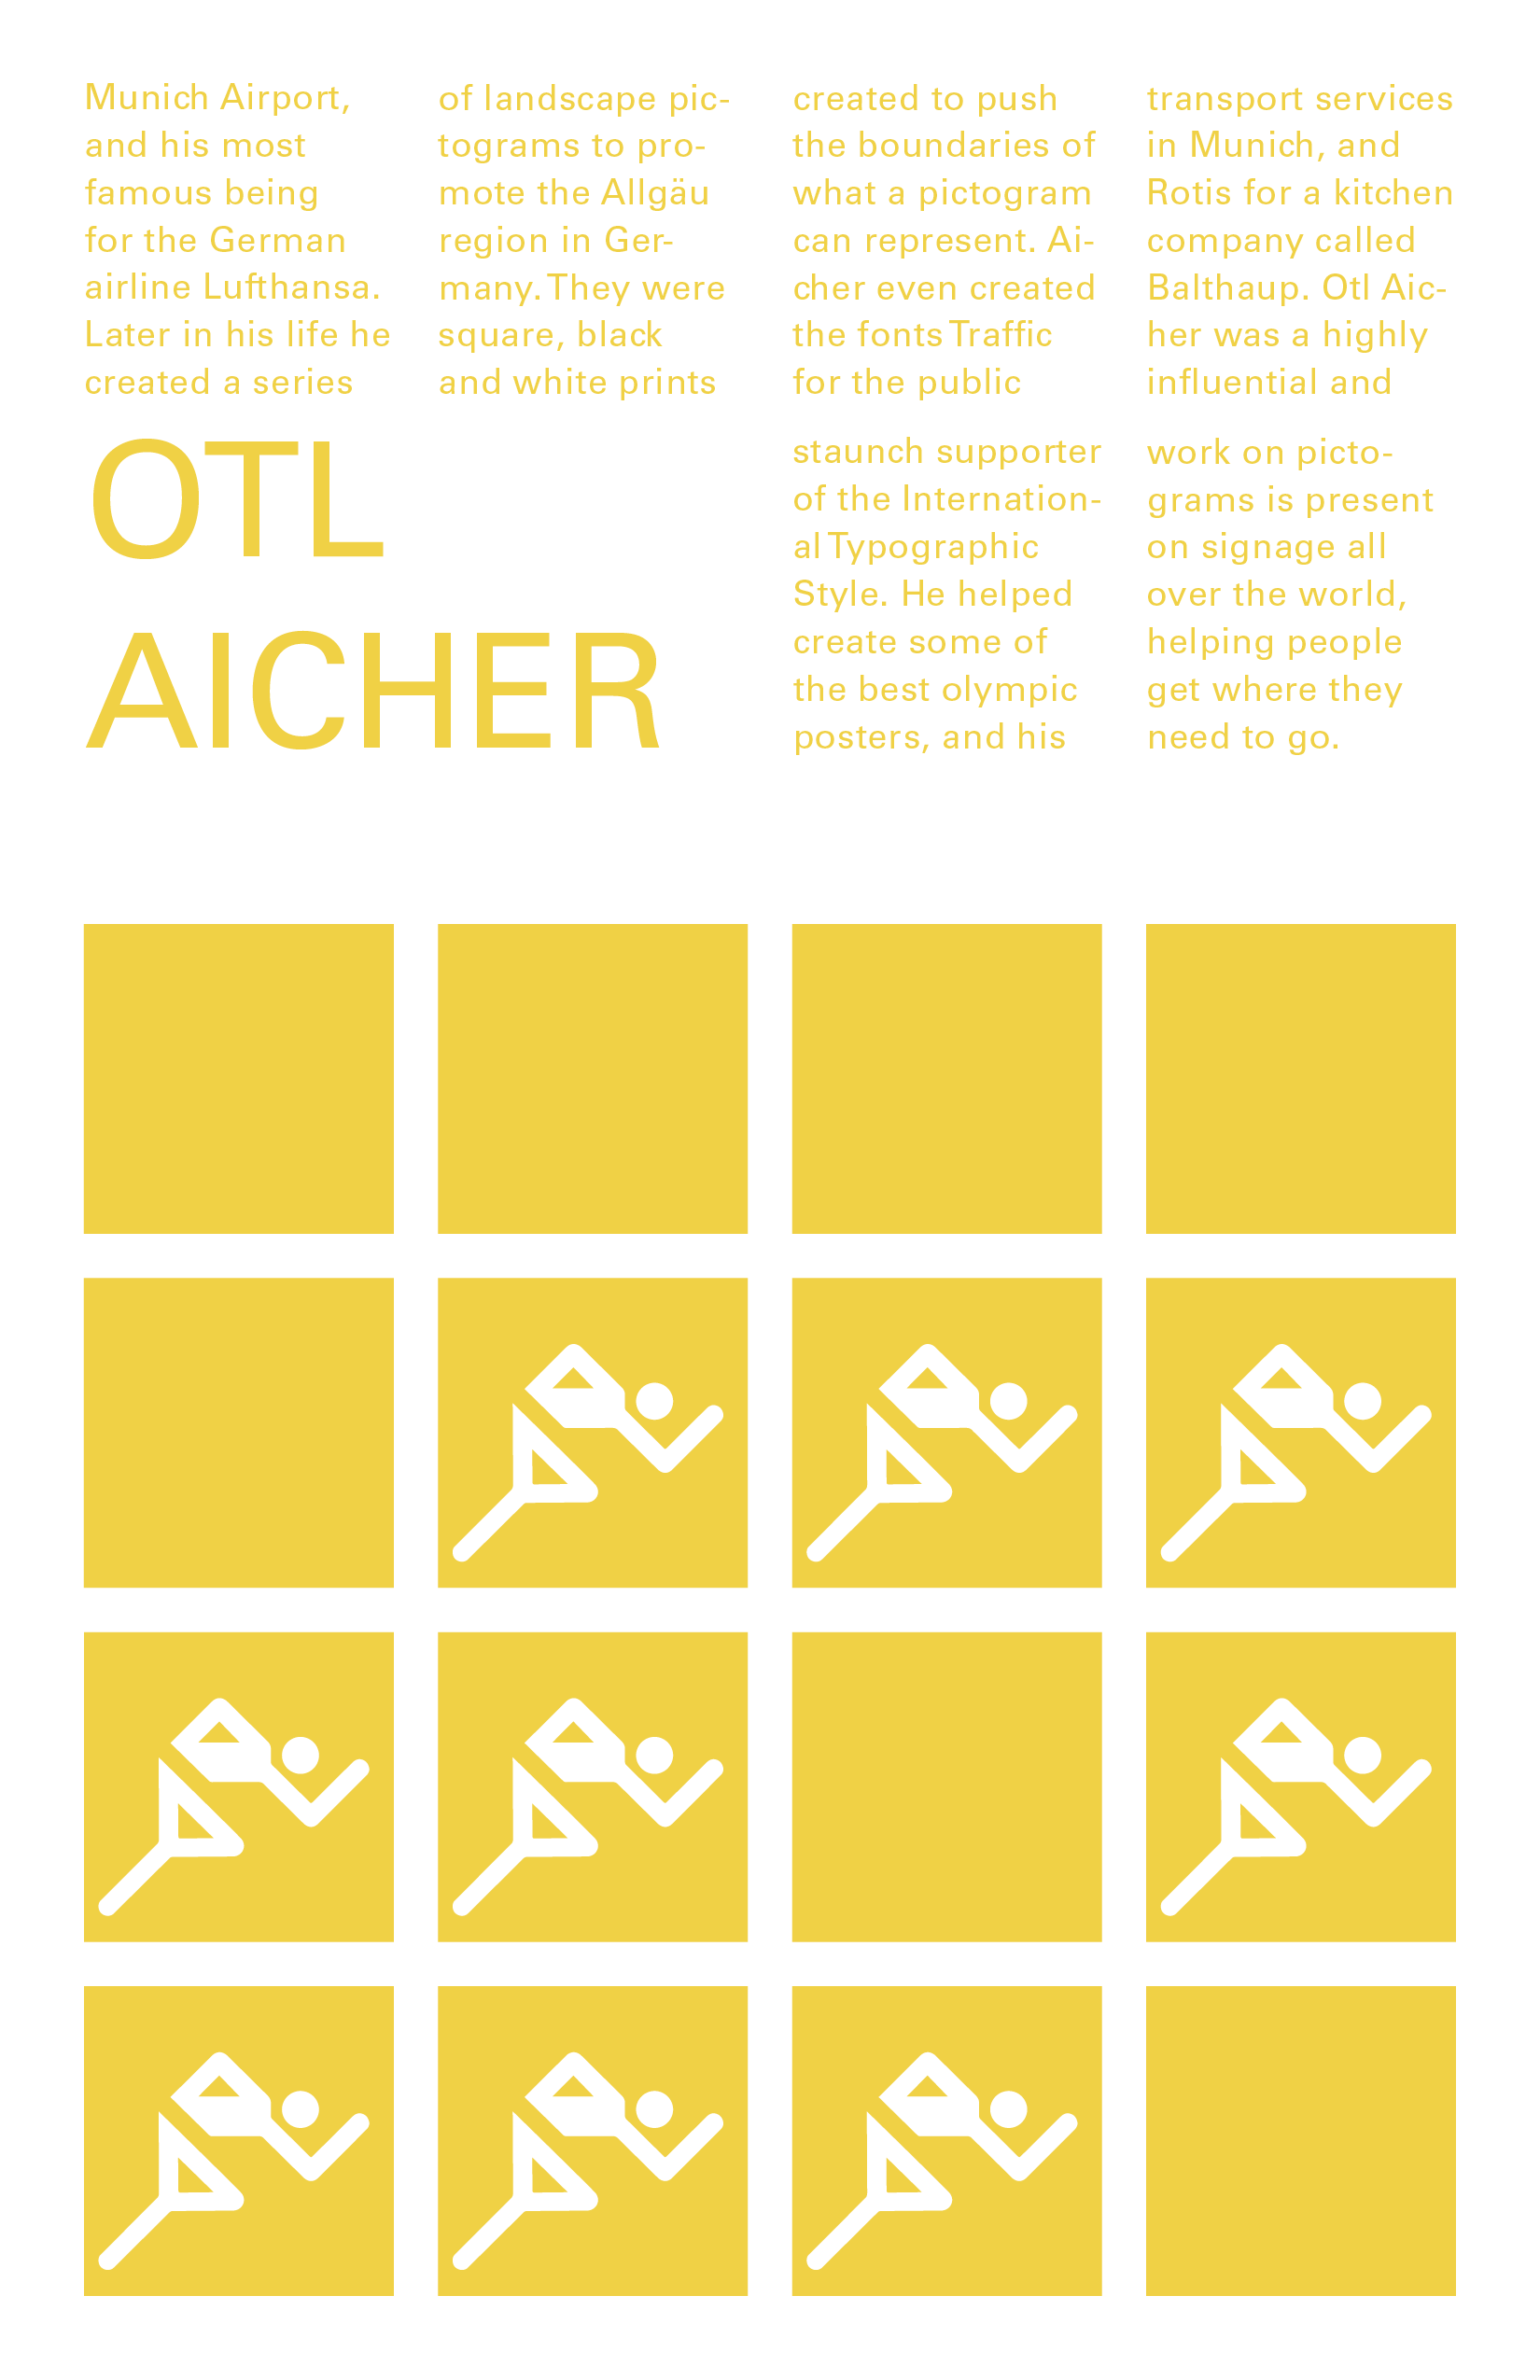 Munich Airport,
and his most
famous being
for the German
airline Lufthansa.
Later in his life he
created a series
of landscape pic-
tograms to pro-
mote the Allgäu
region in Ger-
many. They were
square, black
and white prints
created to push
the boundaries of
what a pictogram
can represent. Ai-
cher even created
the fonts Traffic
for the public
transport services
in Munich, and
Rotis for a kitchen
company called
Balthaup. Otl Aic-
her was a highly
influential and
OTL
AICHER
staunch supporter
of the Internation-
al Typographic
Style. He helped
create some of
the best olympic
posters, and his
work on picto-
grams is present
on signage all
over the world,
helping people
get where they
need to go.